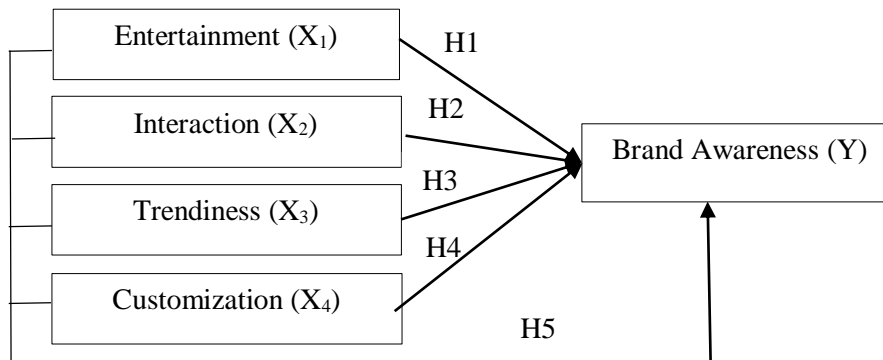 Entertainment (X₁)
H1
Interaction (X₂)
H2
Brand Awareness (Y)
Trendiness (X₃)
H3
Customization (X₄)
H4
H5